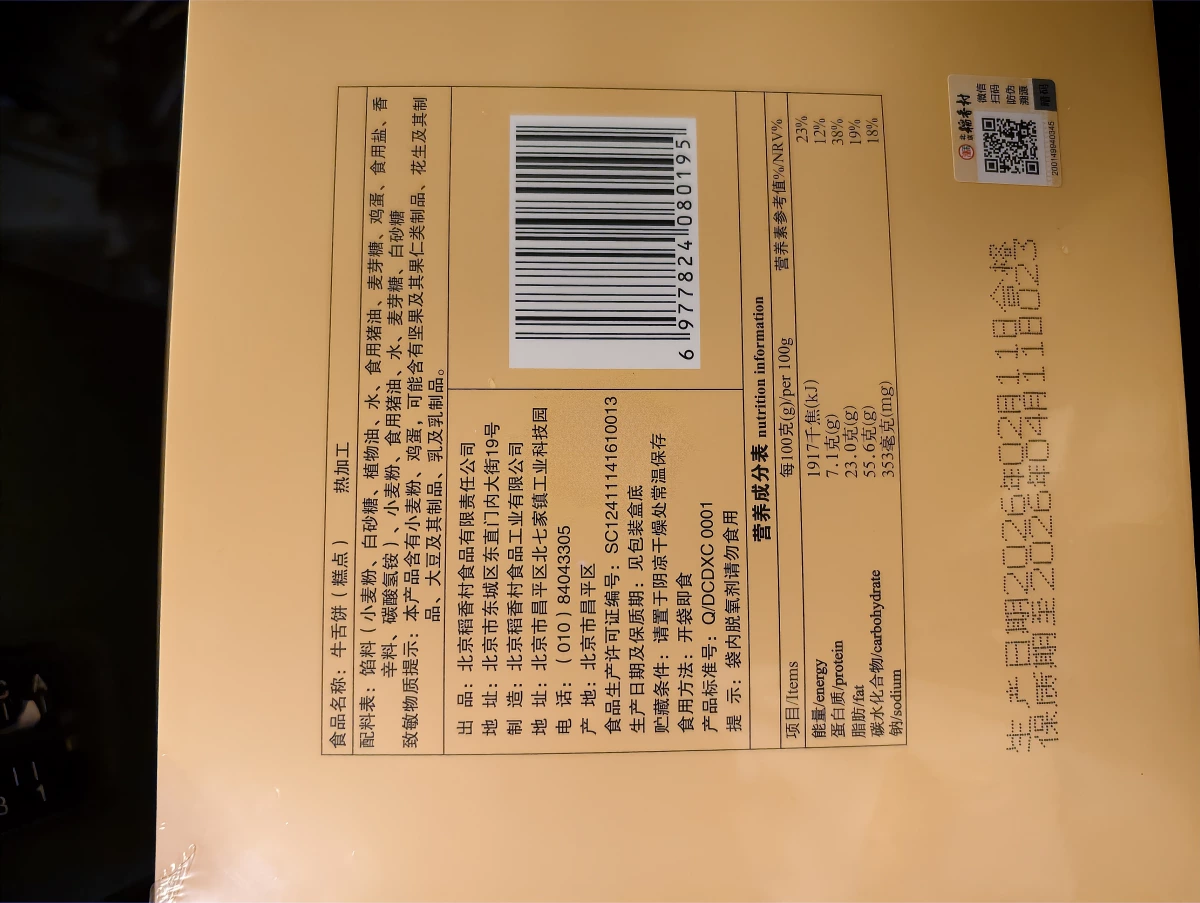 食品名称：牛舌饼（糕点） 热加工
配料表：馅料（小麦粉、白砂糖、植物油、水、食用猪油、麦芽糖、鸡蛋、食用盐、香
辛料、碳酸氢铵）、小麦粉、食用猪油、水、麦芽糖、白砂糖
致敏物质提示：本产品含有小麦粉、鸡蛋，可能含有坚果及其果仁类制品、花生及其制
品、大豆及其制品、乳及乳制品。
出 品：北京稻香村食品有限责任公司
地 址：北京市东城区东直门内大街19号
制 造：北京稻香村食品工业有限公司
地 址：北京市昌平区北七家镇工业科技园
电 话：（010）84043305
产 地：北京市昌平区
食品生产许可证编号：SC12411141610013
生产日期及保质期：见包装盒底
贮藏条件：请置于阴凉干燥处常温保存
食用方法：开袋即食
产品标准号：Q/DCDXC 0001
提 示：袋内脱氧剂请勿食用
6 977824 080195
营养成分表 nutrition information
项目/Items 每100克(g)/per 100g 营养素参考值%/NRV%
能量/energy 1917千焦(kJ) 23%
蛋白质/protein 7.1克(g) 12%
脂肪/fat 23.0克(g) 38%
碳水化合物/carbohydrate 55.6克(g) 19%
钠/sodium 353毫克(mg) 18%
生产日期2026年02月11日合格
保质期至2026年04月11日023
北京稻香村
微信
扫码
防伪
溯源
2001499940345